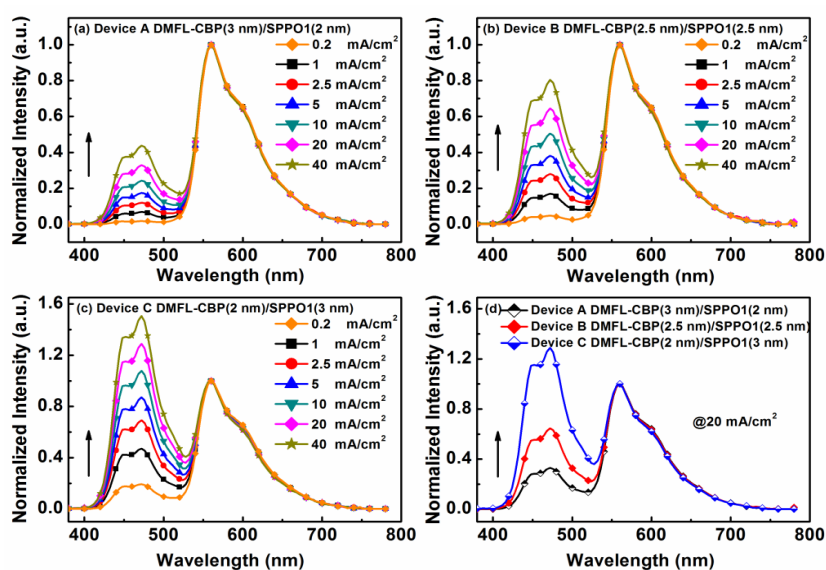 (a) Device A DMFL-CBP(3 nm)/SPPO1(2 nm)
0.2 mA/cm²
1 mA/cm²
2.5 mA/cm²
5 mA/cm²
10 mA/cm²
20 mA/cm²
40 mA/cm²
Normalized Intensity (a.u.)
1.0
0.8
0.6
0.4
0.2
0.0
400 500 600 700 800
Wavelength (nm)
(b) Device B DMFL-CBP(2.5 nm)/SPPO1(2.5 nm)
0.2 mA/cm²
1 mA/cm²
2.5 mA/cm²
5 mA/cm²
10 mA/cm²
20 mA/cm²
40 mA/cm²
Normalized Intensity (a.u.)
1.0
0.8
0.6
0.4
0.2
0.0
400 500 600 700 800
Wavelength (nm)
(c) Device C DMFL-CBP(2 nm)/SPPO1(3 nm)
0.2 mA/cm²
1 mA/cm²
2.5 mA/cm²
5 mA/cm²
10 mA/cm²
20 mA/cm²
40 mA/cm²
Normalized Intensity (a.u.)
1.6
1.2
0.8
0.4
0.0
400 500 600 700 800
Wavelength (nm)
(d) Device A DMFL-CBP(3 nm)/SPPO1(2 nm)
Device B DMFL-CBP(2.5 nm)/SPPO1(2.5 nm)
Device C DMFL-CBP(2 nm)/SPPO1(3 nm)
@20 mA/cm²
Normalized Intensity (a.u.)
1.6
1.2
0.8
0.4
0.0
400 500 600 700 800
Wavelength (nm)